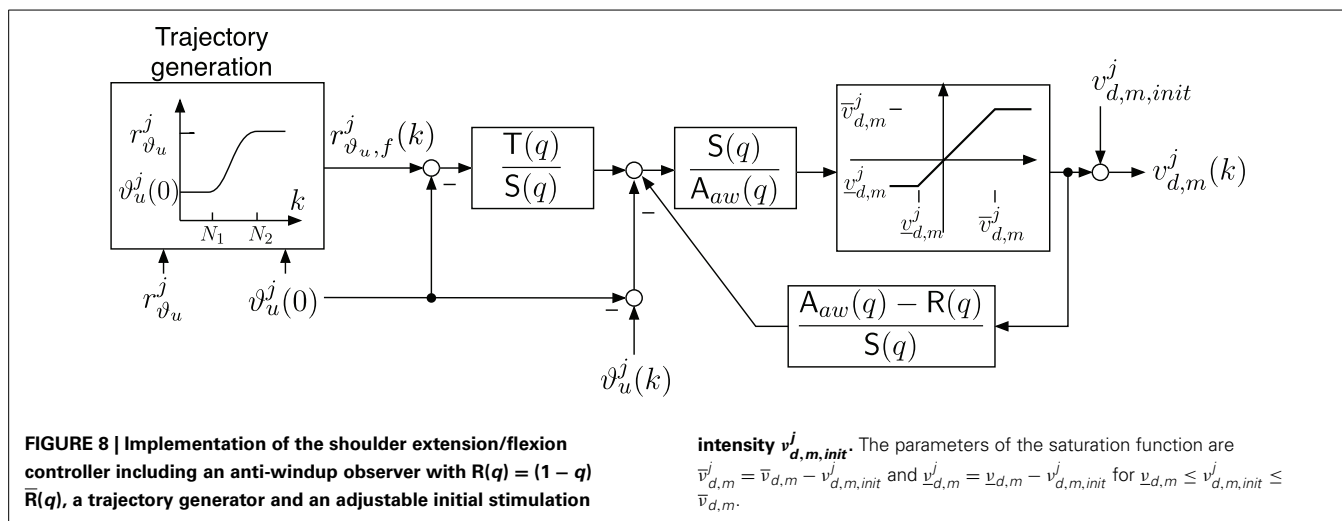 Trajectory
generation
r^j_{ϑ_u}
ϑ^j_u(0)
k
N_1 N_2
r^j_{ϑ_u}
ϑ^j_u(0)
r^j_{ϑ_u,f}(k)
−
T(q)
S(q)
−
−
ϑ^j_u(k)
S(q)
A_{aw}(q)
v̅^j_{d,m}
v̲^j_{d,m}
v̲^j_{d,m}
v̅^j_{d,m}
v^j_{d,m,init}
v^j_{d,m}(k)
A_{aw}(q) − R(q)
S(q)
FIGURE 8 | Implementation of the shoulder extension/flexion
controller including an anti-windup observer with R(q) = (1 − q)
R̅(q), a trajectory generator and an adjustable initial stimulation
intensity v^j_{d,m,init}. The parameters of the saturation function are
v̅^j_{d,m} = v̅_{d,m} − v^j_{d,m,init} and v̲^j_{d,m} = v̲_{d,m} − v^j_{d,m,init} for v̲_{d,m} ≤ v^j_{d,m,init} ≤
v̅_{d,m}.